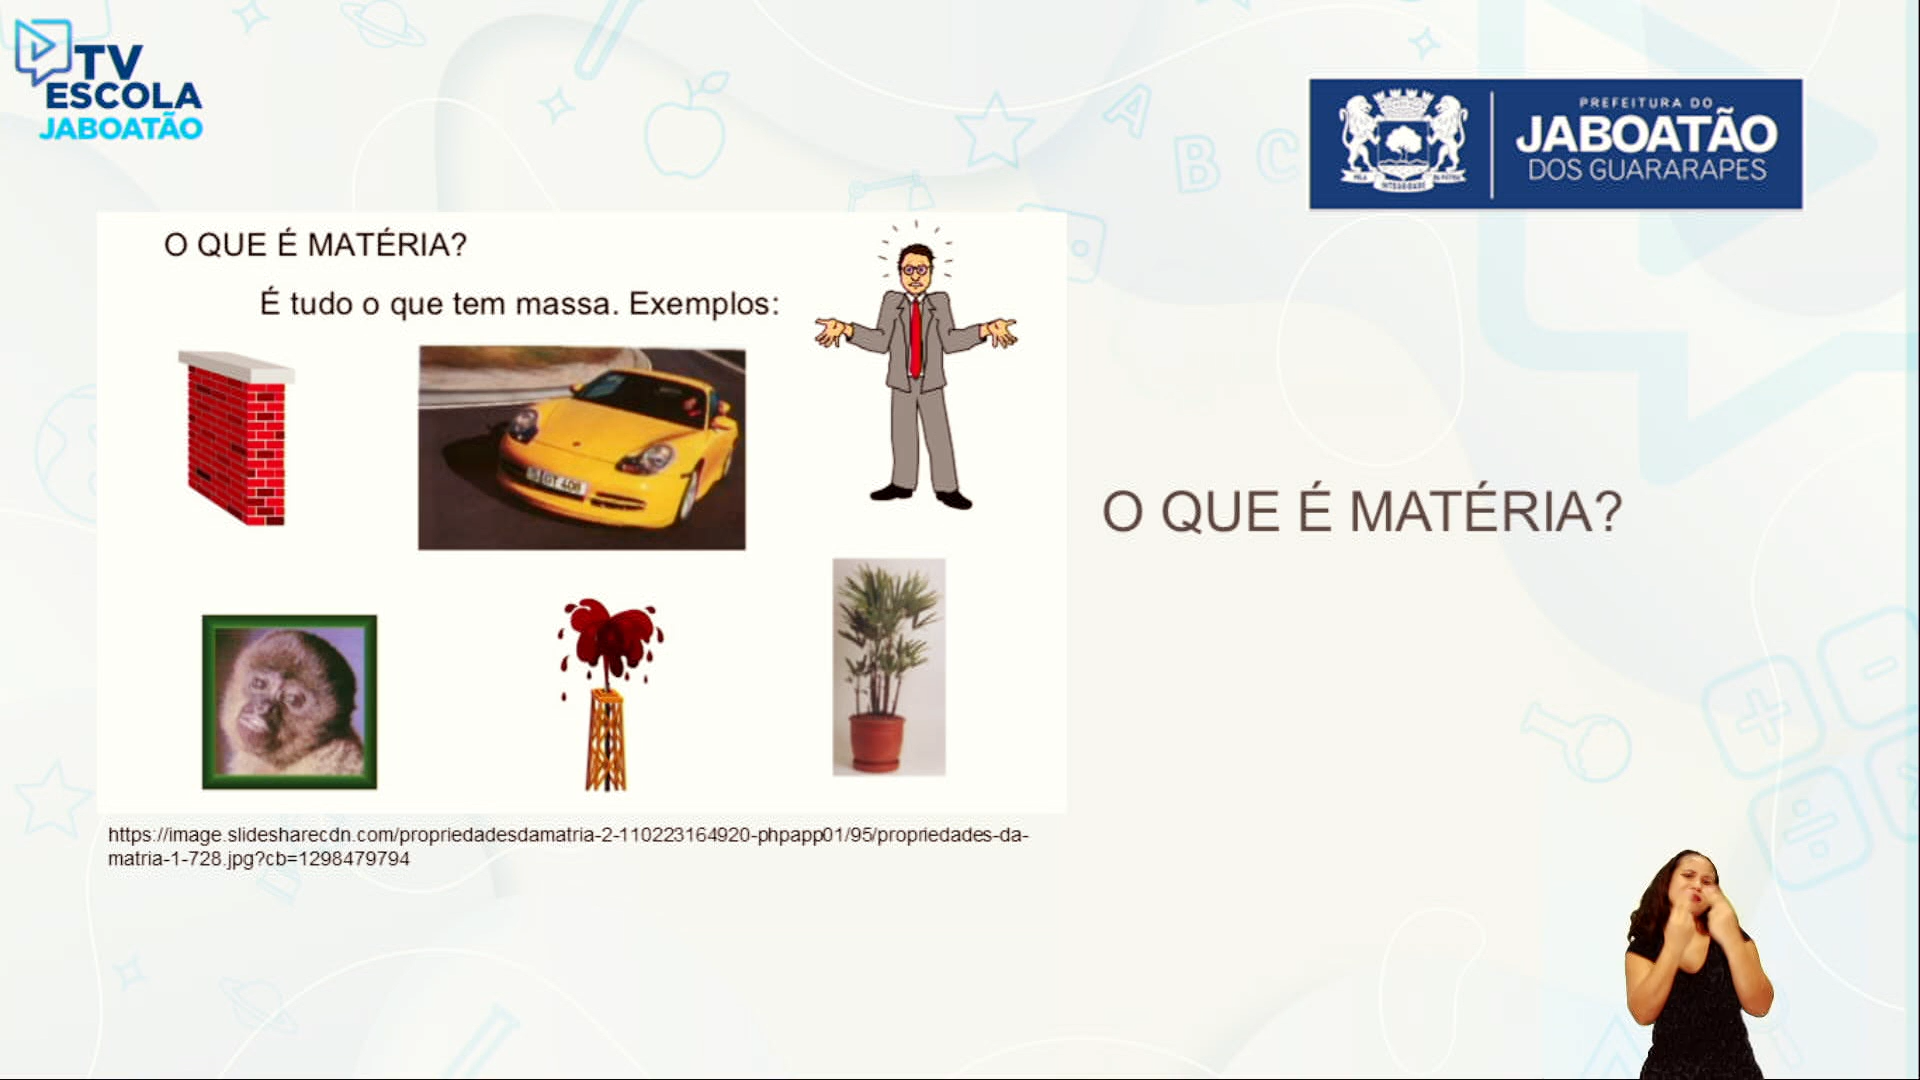 TV
ESCOLA
JABOATÃO
PREFEITURA DO
JABOATÃO
DOS GUARARAPES
INTEGRIDADE
A
B
C
O QUE É MATÉRIA?
É tudo o que tem massa. Exemplos:
O QUE É MATÉRIA?
https://image.slidesharecdn.com/propriedadesdamatria-2-110223164920-phpapp01/95/propriedades-da-
matria-1-728.jpg?cb=1298479794